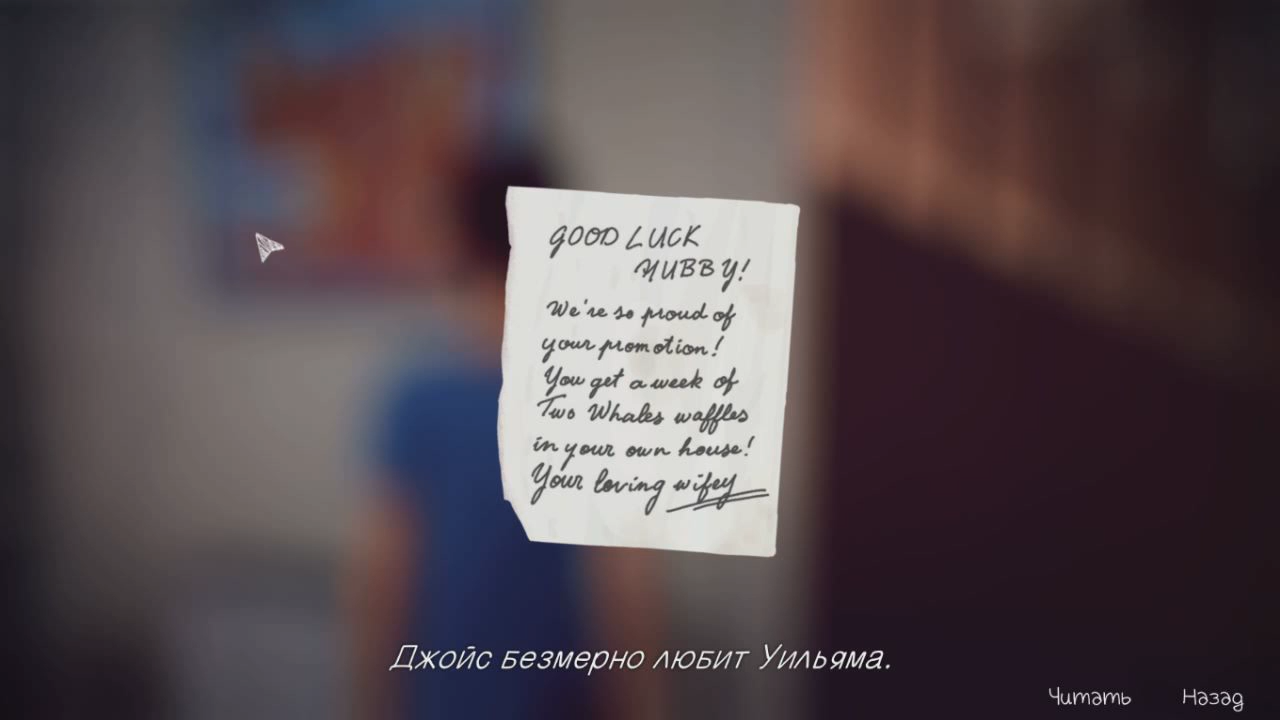 GOOD LUCK
HUBBY!
We're so proud of
your promotion!
You get a week of
Two Whales waffles
in your own house!
Your loving wifey
Джойс безмерно любит Уильяма.
Читать Назад